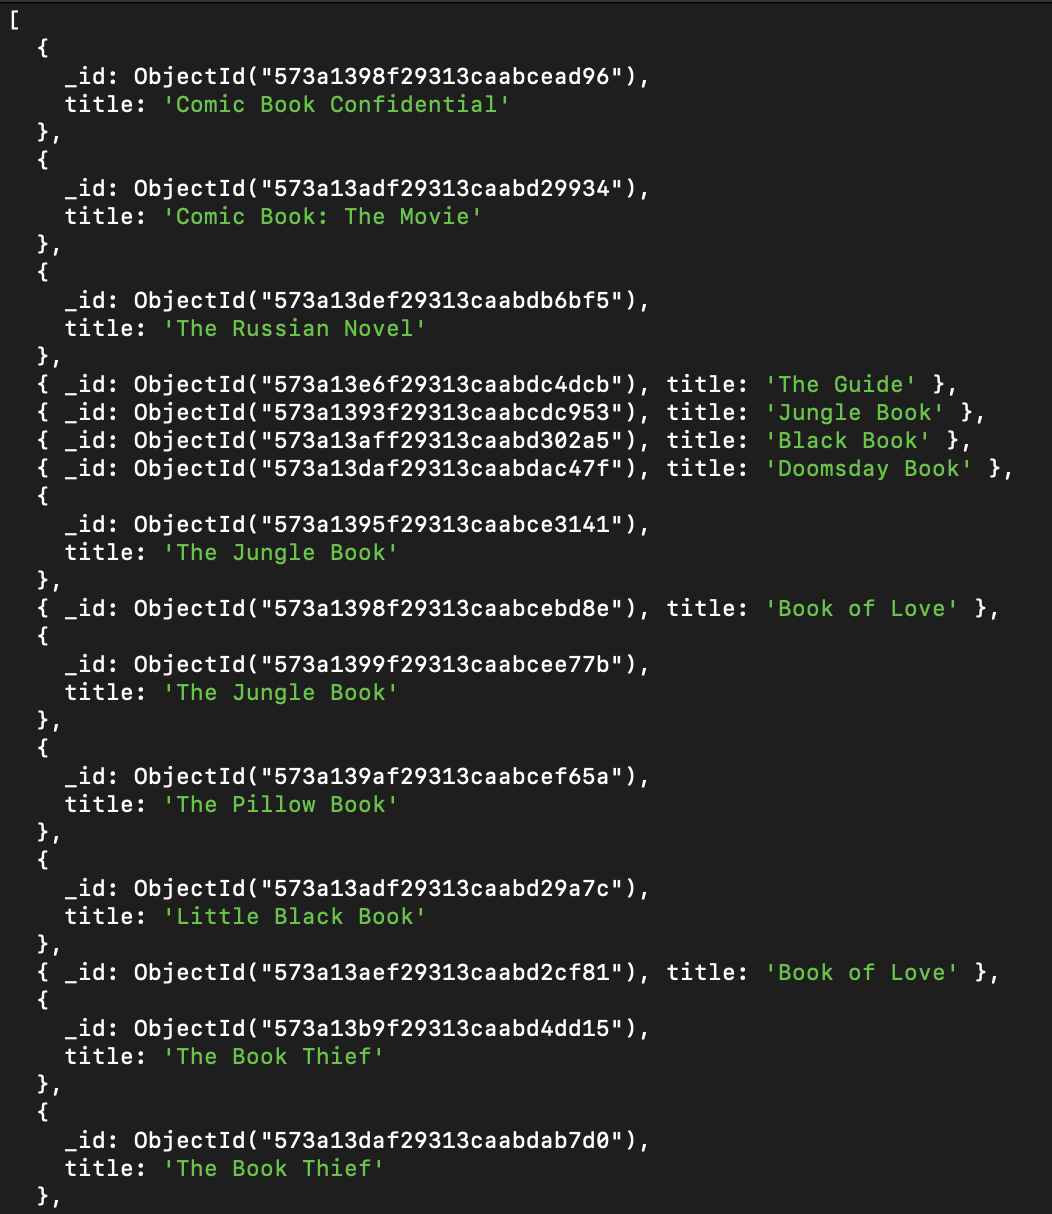 [
  {
    _id: ObjectId("573a1398f29313caabcead96"),
    title: 'Comic Book Confidential'
  },
  {
    _id: ObjectId("573a13adf29313caabd29934"),
    title: 'Comic Book: The Movie'
  },
  {
    _id: ObjectId("573a13def29313caabdb6bf5"),
    title: 'The Russian Novel'
  },
  { _id: ObjectId("573a13e6f29313caabdc4dcb"), title: 'The Guide' },
  { _id: ObjectId("573a1393f29313caabcdc953"), title: 'Jungle Book' },
  { _id: ObjectId("573a13aff29313caabd302a5"), title: 'Black Book' },
  { _id: ObjectId("573a13daf29313caabdac47f"), title: 'Doomsday Book' },
  {
    _id: ObjectId("573a1395f29313caabce3141"),
    title: 'The Jungle Book'
  },
  { _id: ObjectId("573a1398f29313caabcebd8e"), title: 'Book of Love' },
  {
    _id: ObjectId("573a1399f29313caabcee77b"),
    title: 'The Jungle Book'
  },
  {
    _id: ObjectId("573a139af29313caabcef65a"),
    title: 'The Pillow Book'
  },
  {
    _id: ObjectId("573a13adf29313caabd29a7c"),
    title: 'Little Black Book'
  },
  { _id: ObjectId("573a13aef29313caabd2cf81"), title: 'Book of Love' },
  {
    _id: ObjectId("573a13b9f29313caabd4dd15"),
    title: 'The Book Thief'
  },
  {
    _id: ObjectId("573a13daf29313caabdab7d0"),
    title: 'The Book Thief'
  },